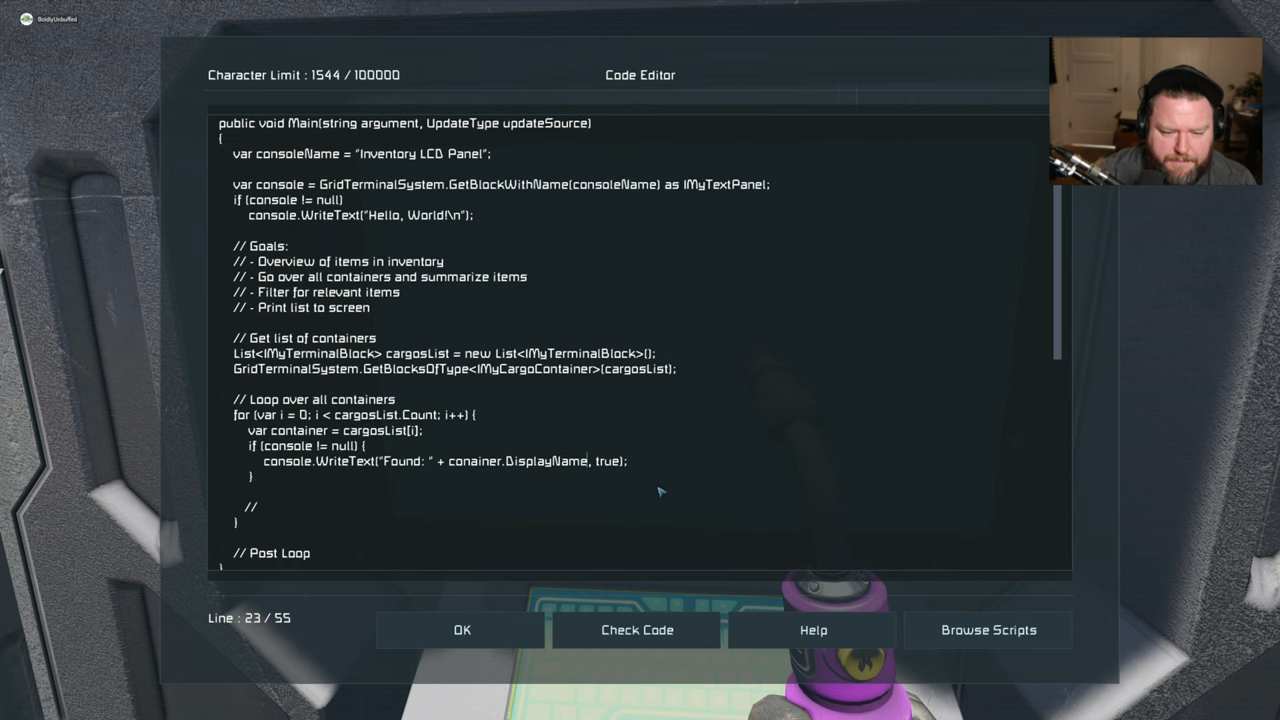 BoldlyUnbuffed
Character Limit : 1544 / 100000
Code Editor
public void Main(string argument, UpdateType updateSource)
{
var consoleName = "Inventory LCD Panel";
var console = GridTerminalSystem.GetBlockWithName(consoleName) as IMyTextPanel;
if (console != null)
console.WriteText("Hello, World!\n");
// Goals:
// - Overview of items in inventory
// - Go over all containers and summarize items
// - Filter for relevant items
// - Print list to screen
// Get list of containers
List<IMyTerminalBlock> cargosList = new List<IMyTerminalBlock>();
GridTerminalSystem.GetBlocksOfType<IMyCargoContainer>(cargosList);
// Loop over all containers
for (var i = 0; i < cargosList.Count; i++) {
var container = cargosList[i];
if (console != null) {
console.WriteText("Found: " + conainer.DisplayName, true);
}
//
}
// Post Loop
}
Line : 23 / 55
OK
Check Code
Help
Browse Scripts